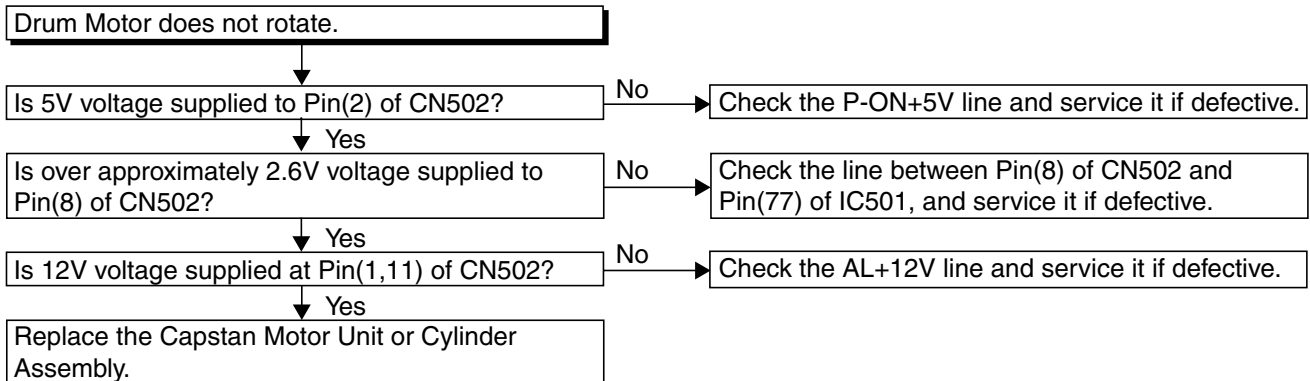 Drum Motor does not rotate.
Is 5V voltage supplied to Pin(2) of CN502?
No
Check the P-ON+5V line and service it if defective.
Yes
Is over approximately 2.6V voltage supplied to
Pin(8) of CN502?
No
Check the line between Pin(8) of CN502 and
Pin(77) of IC501, and service it if defective.
Yes
Is 12V voltage supplied at Pin(1,11) of CN502?
No
Check the AL+12V line and service it if defective.
Yes
Replace the Capstan Motor Unit or Cylinder
Assembly.